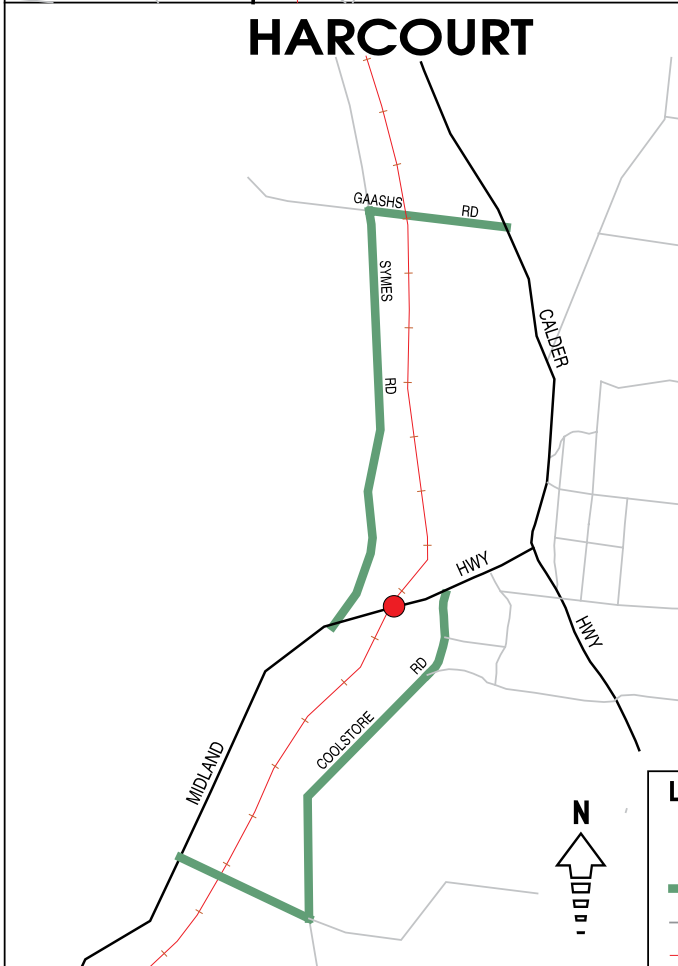 HARCOURT
GAASHS
RD
SYMES
RD
CALDER
HWY
HWY
RD
COOLSTORE
MIDLAND
N
L